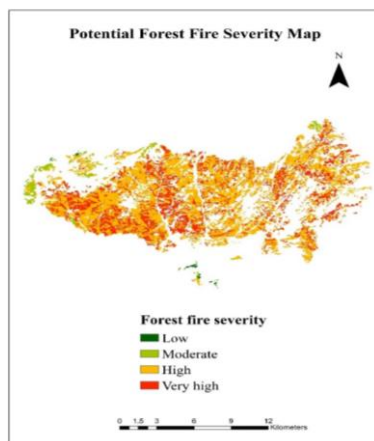 Potential Forest Fire Severity Map
N
Forest fire severity
Low
Moderate
High
Very high
0 1.5 3 6 9 12
Kilometers